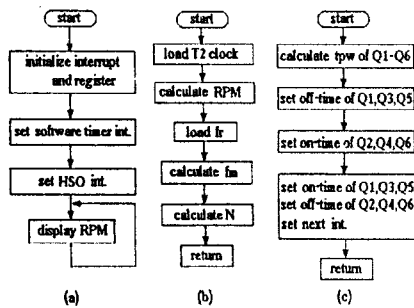 start
initialize interrupt
and register
set software timer int.
set HSO int.
display RPM
(a)
start
load T2 clock
calculate RPM
load fr
calculate fm
calculate N
return
(b)
start
calculate tpw of Q1-Q6
set off-time of Q1,Q3,Q5
set on-time of Q2,Q4,Q6
set on-time of Q1,Q3,Q5
set off-time of Q2,Q4,Q6
set next int.
return
(c)